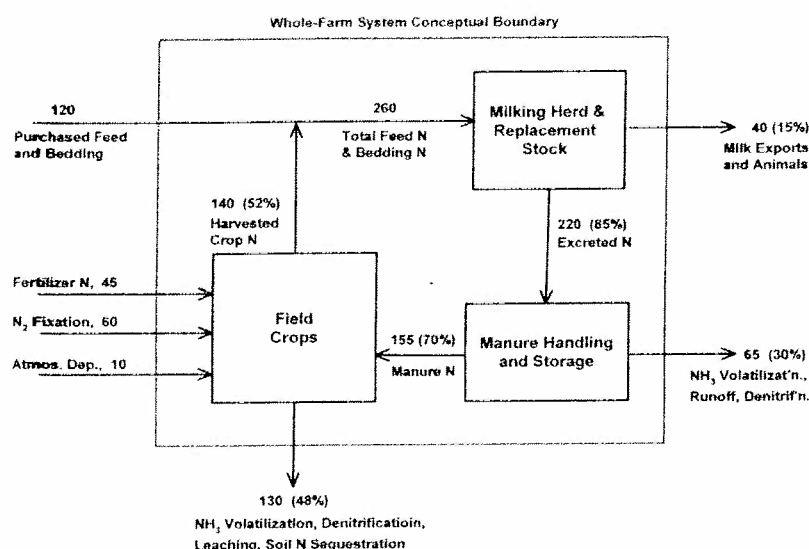 Whole-Farm System Conceptual Boundary
120
Purchased Feed
and Bedding
260
Total Feed N
& Bedding N
Milking Herd &
Replacement
Stock
40 (15%)
Milk Exports
and Animals
140 (52%)
Harvested
Crop N
220 (85%)
Excreted N
Fertilizer N, 45
N₂ Fixation, 60
Atmos. Dep., 10
Field
Crops
155 (70%)
Manure N
Manure Handling
and Storage
65 (30%)
NH₃ Volatilizat'n.,
Runoff, Denitrif'n.
130 (48%)
NH₃ Volatilization, Denitrificatioin,
Leaching, Soil N Sequestration